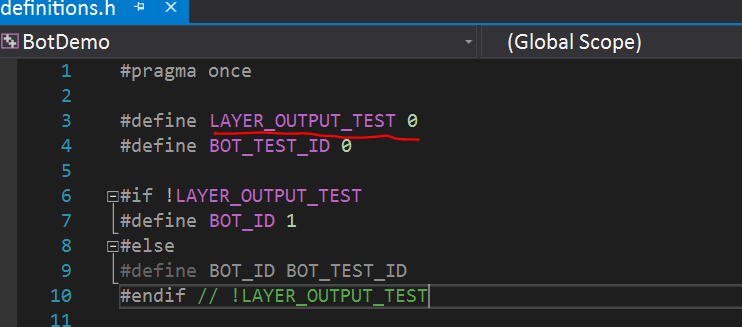 definitions.h
BotDemo (Global Scope)
1 #pragma once
2
3 #define LAYER_OUTPUT_TEST 0
4 #define BOT_TEST_ID 0
5
6 #if !LAYER_OUTPUT_TEST
7 #define BOT_ID 1
8 #else
9 #define BOT_ID BOT_TEST_ID
10 #endif // !LAYER_OUTPUT_TEST
11